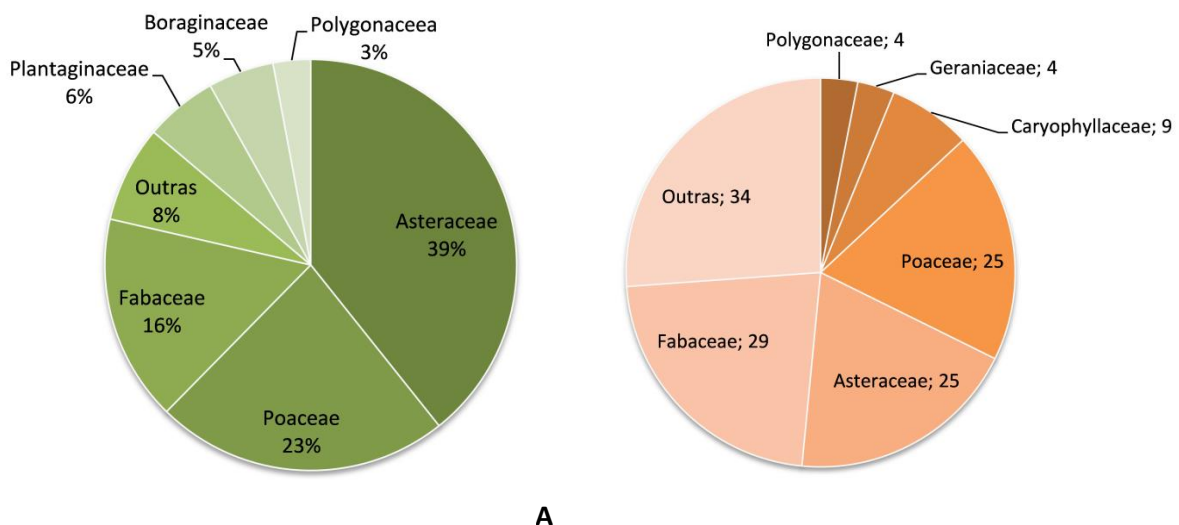 Boraginaceae
5%
Polygonaceea
3%
Plantaginaceae
6%
Outras
8%
Asteraceae
39%
Fabaceae
16%
Poaceae
23%
Polygonaceae; 4
Geraniaceae; 4
Caryophyllaceae; 9
Outras; 34
Poaceae; 25
Fabaceae; 29
Asteraceae; 25
A